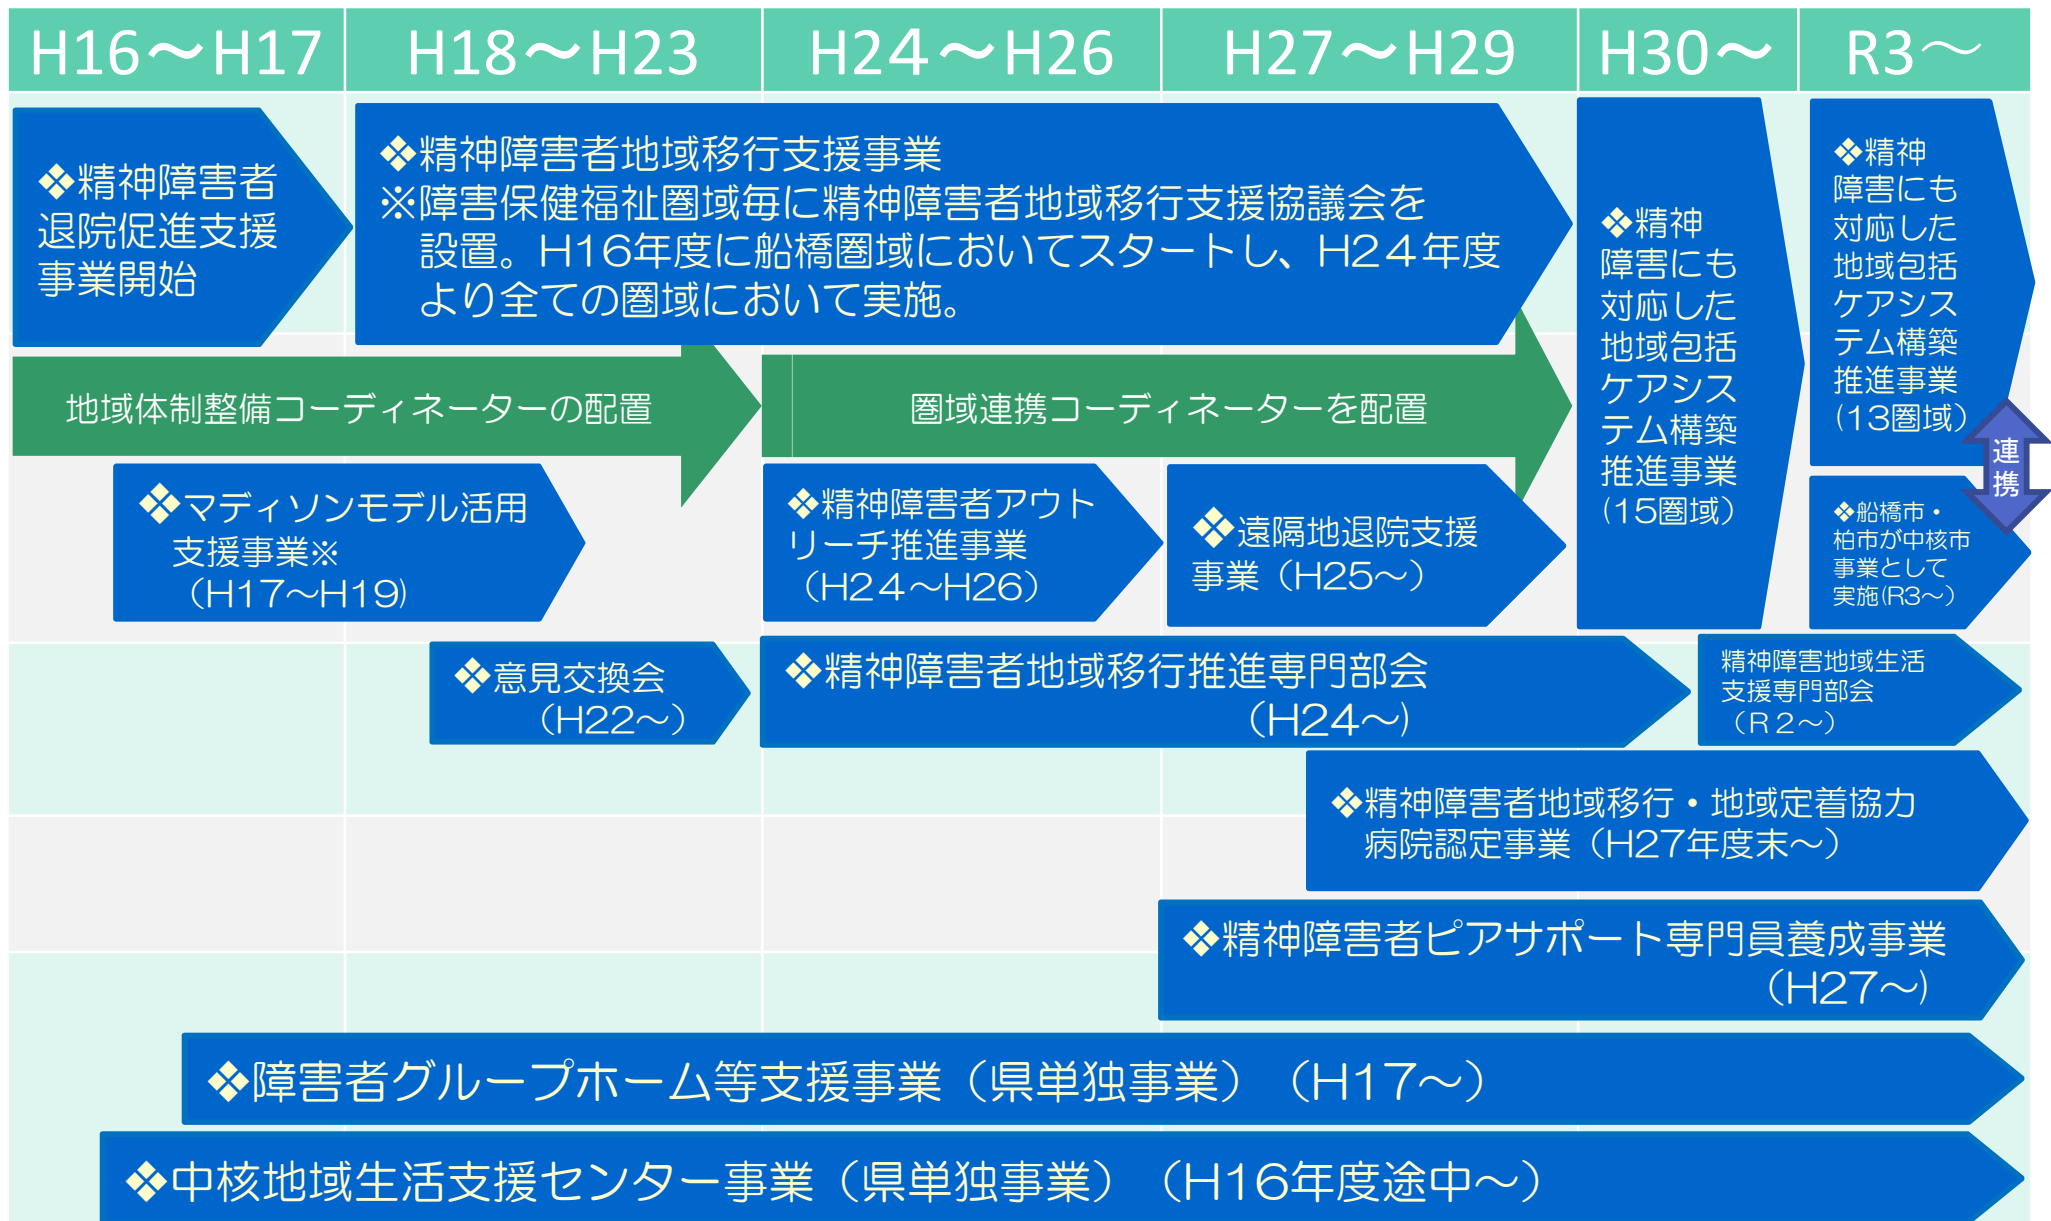 H16～H17
H18～H23
H24～H26
H27～H29
H30～
R3～
❖精神障害者
退院促進支援
事業開始
❖精神障害者地域移行支援事業
※障害保健福祉圏域毎に精神障害者地域移行支援協議会を
設置。H16年度に船橋圏域においてスタートし、H24年度
より全ての圏域において実施。
❖精神
障害にも
対応した
地域包括
ケアシス
テム構築
推進事業
(15圏域)
❖精神
障害にも
対応した
地域包括
ケアシス
テム構築
推進事業
(13圏域)
連
携
地域体制整備コーディネーターの配置
圏域連携コーディネーターを配置
❖マディソンモデル活用
支援事業※
（H17～H19)
❖精神障害者アウト
リーチ推進事業
（H24～H26）
❖遠隔地退院支援
事業（H25～）
❖船橋市・
柏市が中核市
事業として
実施(R3～）
❖意見交換会
（H22～）
❖精神障害者地域移行推進専門部会
（H24～)
精神障害地域生活
支援専門部会
（R２～）
❖精神障害者地域移行・地域定着協力
病院認定事業（H27年度末～）
❖精神障害者ピアサポート専門員養成事業
（H27～)
❖障害者グループホーム等支援事業（県単独事業）（H17～）
❖中核地域生活支援センター事業（県単独事業）（H16年度途中～）